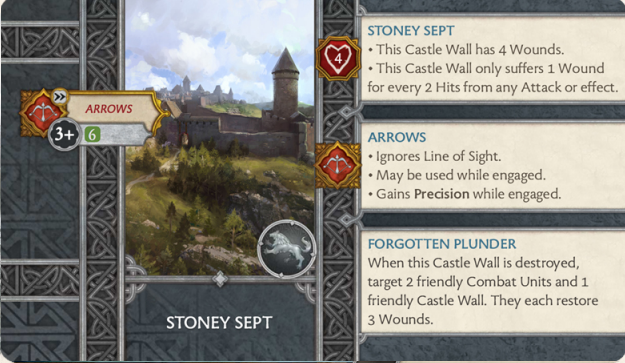 ARROWS
3+ 6
STONEY SEPT
4
STONEY SEPT
• This Castle Wall has 4 Wounds.
• This Castle Wall only suffers 1 Wound
for every 2 Hits from any Attack or effect.
ARROWS
• Ignores Line of Sight.
• May be used while engaged.
• Gains Precision while engaged.
FORGOTTEN PLUNDER
When this Castle Wall is destroyed,
target 2 friendly Combat Units and 1
friendly Castle Wall. They each restore
3 Wounds.